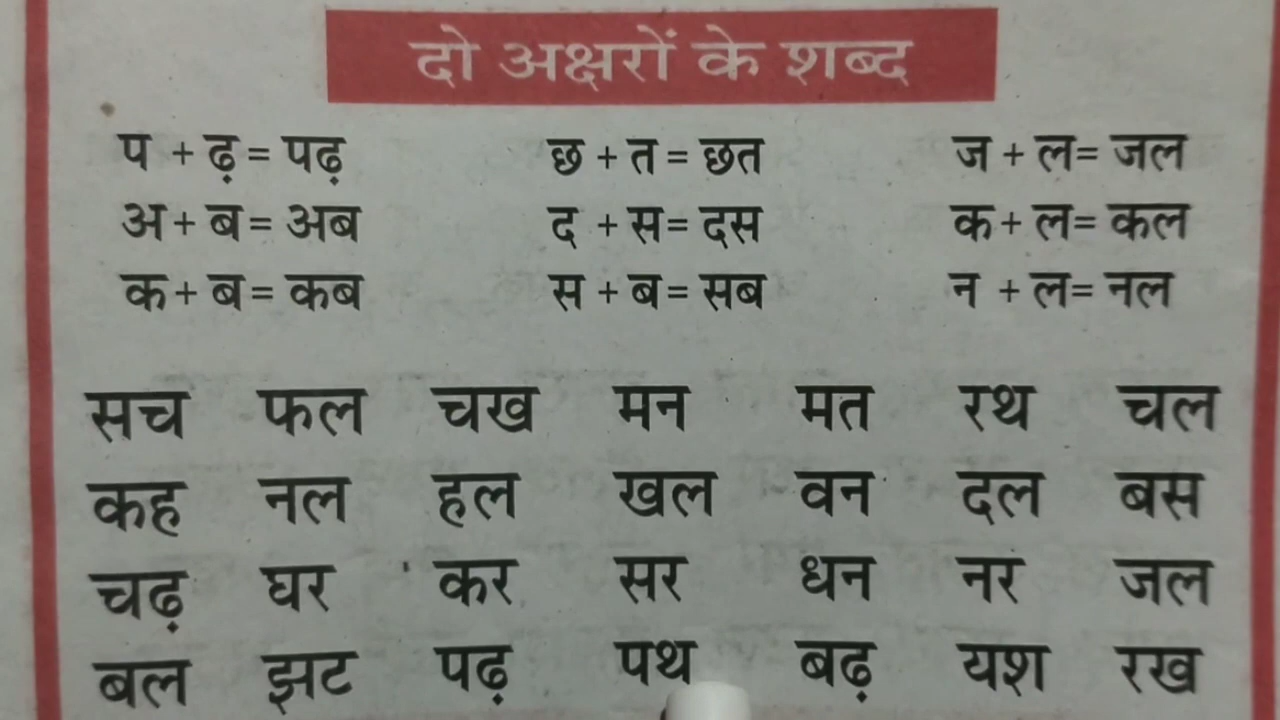 दो अक्षरों के शब्द
प + ढ़ = पढ़ छ + त = छत ज + ल= जल
अ + ब = अब द + स= दस क + ल= कल
क + ब = कब स + ब= सब न + ल= नल
सच फल चख मन मत रथ चल
कह नल हल खल वन दल बस
चढ़ घर कर सर धन नर जल
बल झट पढ़ पथ बढ़ यश रख